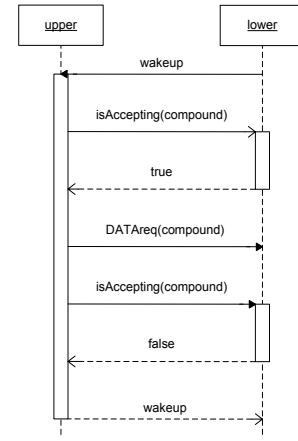 upper
lower
wakeup
isAccepting(compound)
true
DATAreq(compound)
isAccepting(compound)
false
wakeup